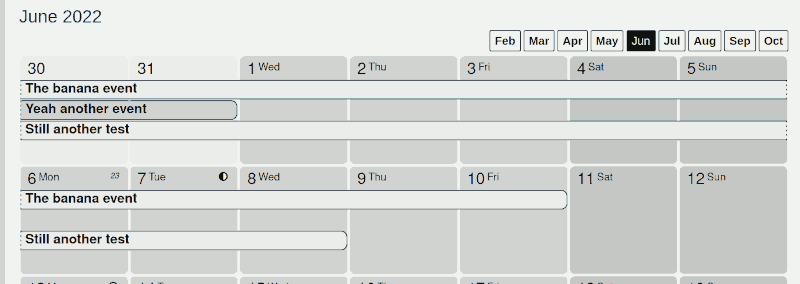 June 2022
Feb Mar Apr May Jun Jul Aug Sep Oct
30 31 1 Wed 2 Thu 3 Fri 4 Sat 5 Sun
The banana event
Yeah another event
Still another test
6 Mon 23 7 Tue 8 Wed 9 Thu 10 Fri 11 Sat 12 Sun
The banana event
Still another test